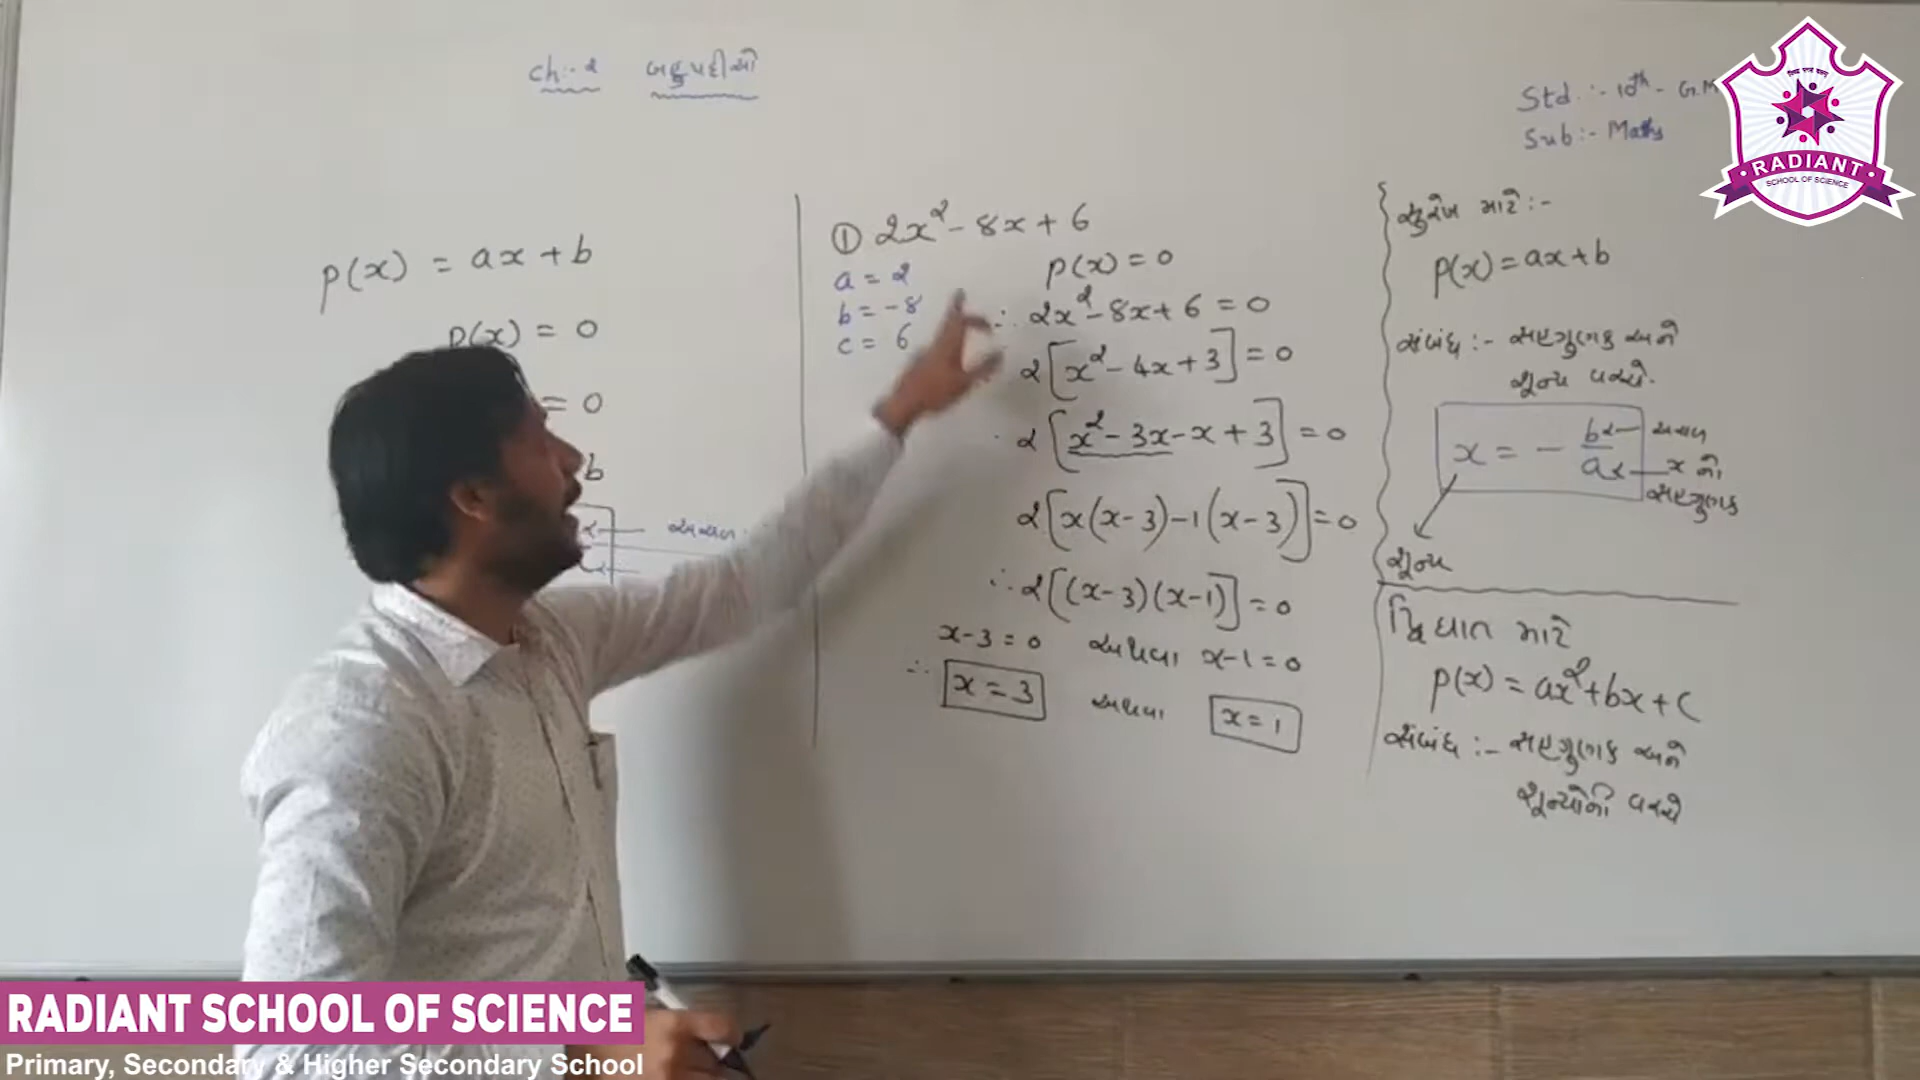 Ch:- 2 બહુપદીઓ
Std :- 10th - G.M
Sub :- Maths
RADIANT
SCHOOL OF SCIENCE
p(x) = ax + b
p(x) = 0
= 0
b
અચળ
① 2x² - 8x + 6
a = 2
b = -8
c = 6
p(x) = 0
∴ 2x² - 8x + 6 = 0
2[x² - 4x + 3] = 0
2[x² - 3x - x + 3] = 0
2[x(x-3) - 1(x-3)] = 0
∴ 2[(x-3)(x-1)] = 0
x-3 = 0 અથવા x-1 = 0
∴ x = 3 અથવા x = 1
સુરેખ માટે :-
p(x) = ax + b
સંબંધ :- સહગુણક અને
શૂન્ય વચ્ચે.
x = - b/a
અચળ
x નો
સહગુણક
શૂન્ય
દ્વિઘાત માટે
p(x) = ax² + bx + c
સંબંધ :- સહગુણક અને
શૂન્યોની વચ્ચે
RADIANT SCHOOL OF SCIENCE
Primary, Secondary & Higher Secondary School